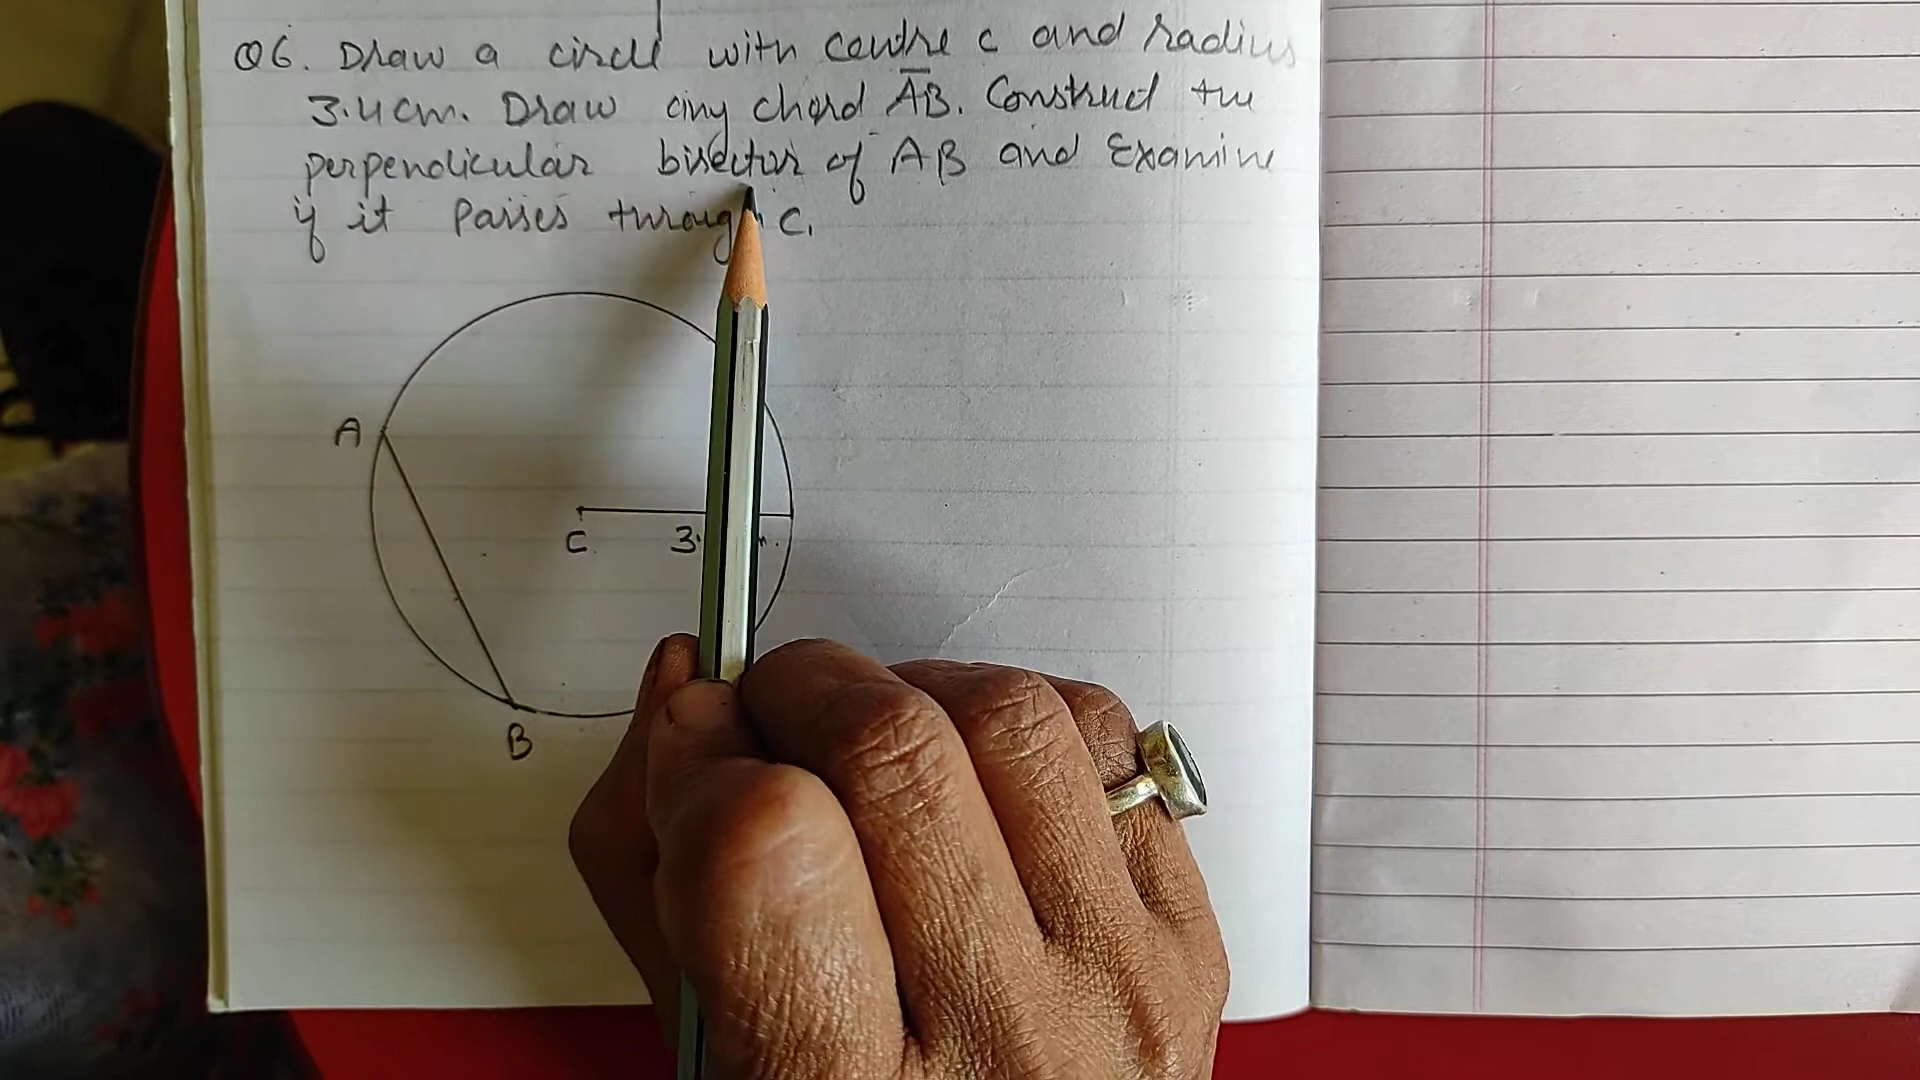 Q6. Draw a circle with centre c and radius
3.4cm. Draw any chord AB. Construct the
perpendicular bisector of AB and Examine
if it passes through C.
A
C 3.
B